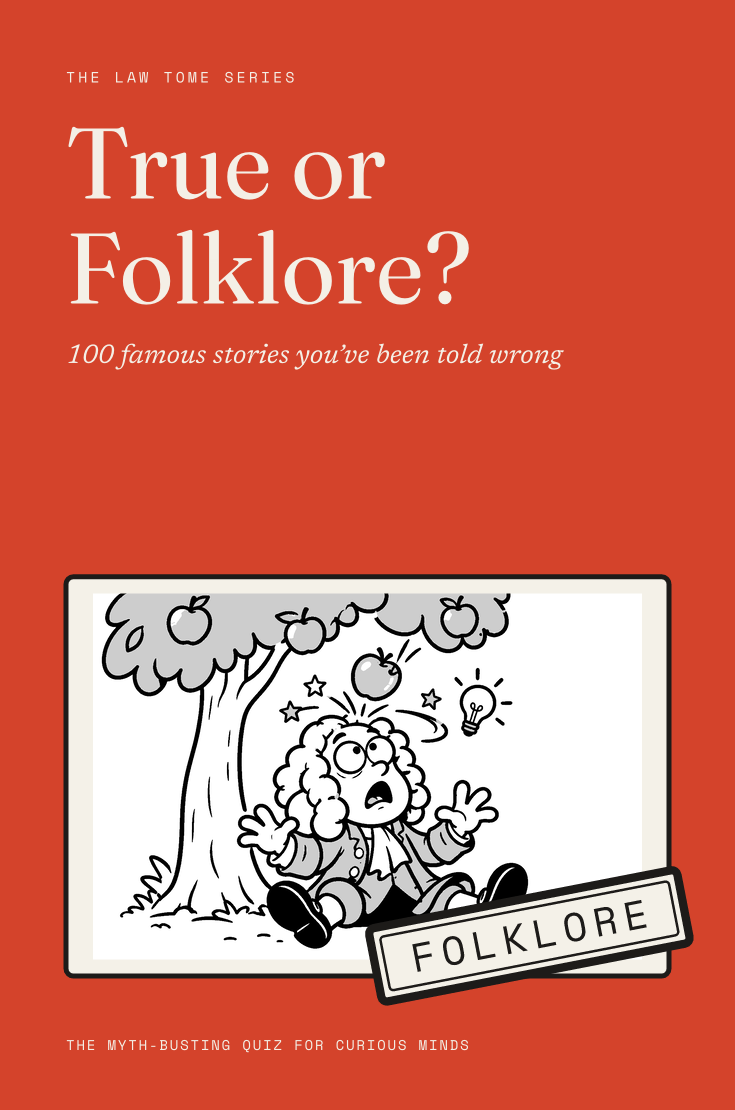 THE LAW TOME SERIES
True or
Folklore?
100 famous stories you’ve been told wrong
FOLKLORE
THE MYTH-BUSTING QUIZ FOR CURIOUS MINDS